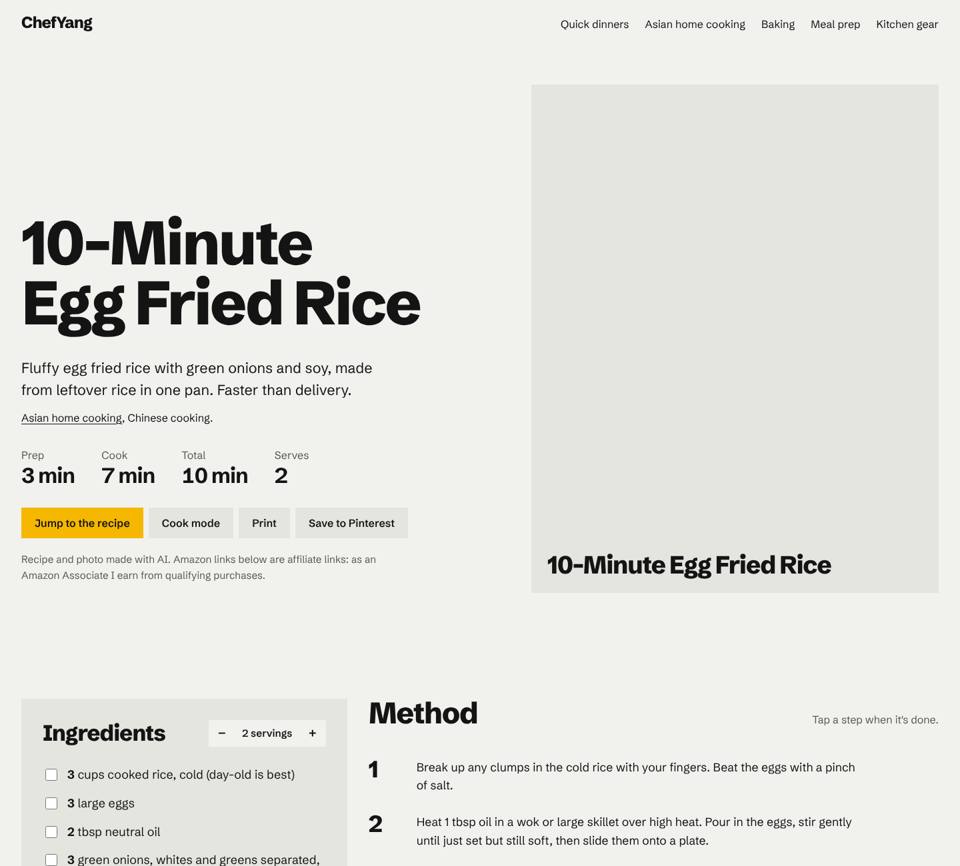 ChefYang
Quick dinners
Asian home cooking
Baking
Meal prep
Kitchen gear
10-Minute
Egg Fried Rice
Fluffy egg fried rice with green onions and soy, made
from leftover rice in one pan. Faster than delivery.
Asian home cooking, Chinese cooking.
Prep
3 min
Cook
7 min
Total
10 min
Serves
2
Jump to the recipe
Cook mode
Print
Save to Pinterest
Recipe and photo made with AI. Amazon links below are affiliate links: as an
Amazon Associate I earn from qualifying purchases.
10-Minute Egg Fried Rice
Ingredients
− 2 servings +
3 cups cooked rice, cold (day-old is best)
3 large eggs
2 tbsp neutral oil
3 green onions, whites and greens separated,
Method
Tap a step when it's done.
1
Break up any clumps in the cold rice with your fingers. Beat the eggs with a pinch
of salt.
2
Heat 1 tbsp oil in a wok or large skillet over high heat. Pour in the eggs, stir gently
until just set but still soft, then slide them onto a plate.